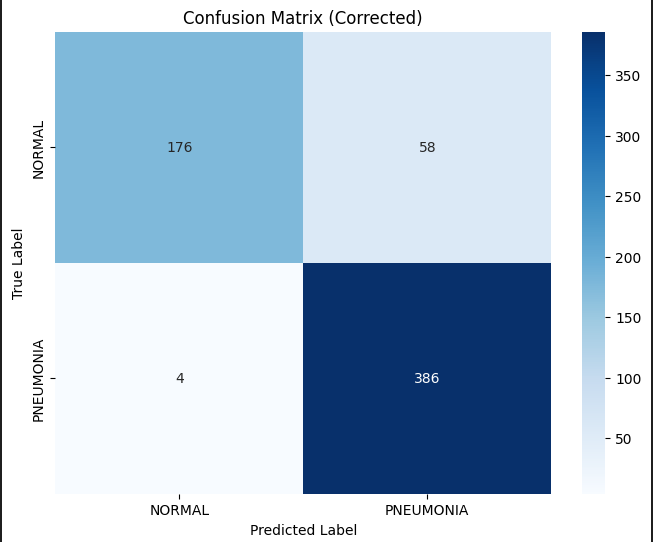 Confusion Matrix (Corrected)
True Label
NORMAL
PNEUMONIA
176
58
4
386
NORMAL
PNEUMONIA
Predicted Label
350
300
250
200
150
100
50